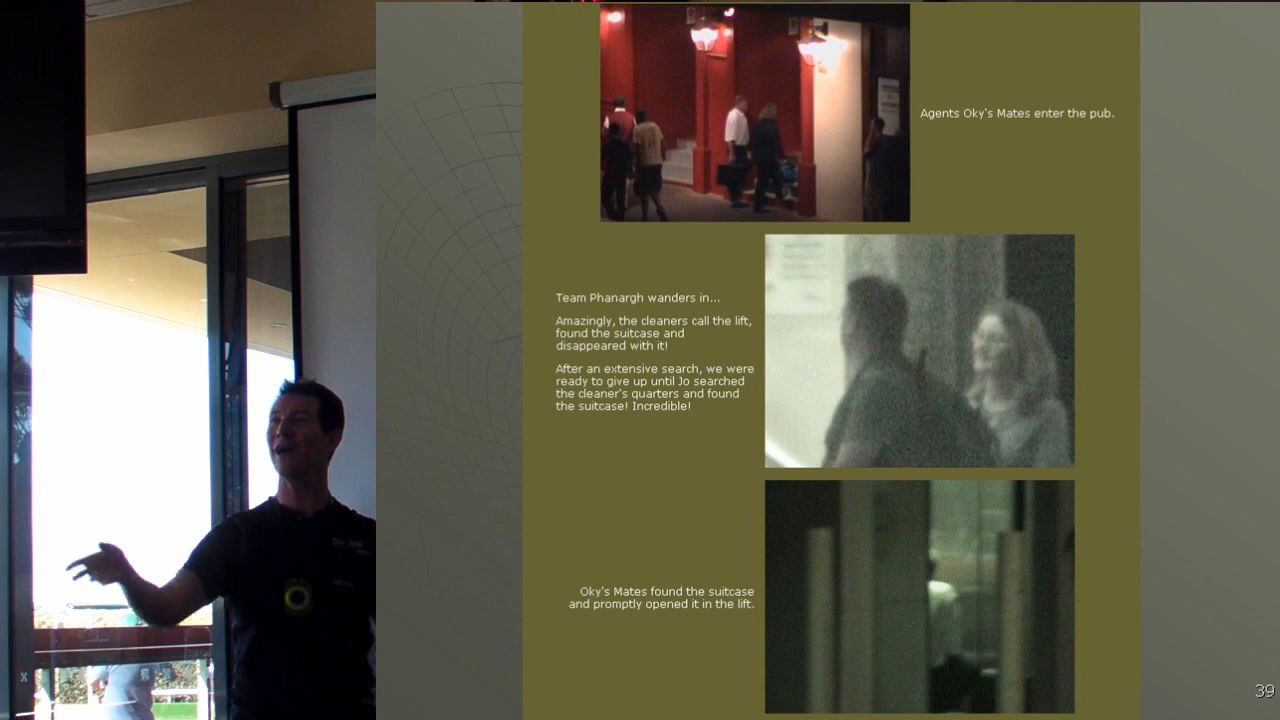 Agents Oky's Mates enter the pub.
Team Phanargh wanders in...
Amazingly, the cleaners call the lift,
found the suitcase and
disappeared with it!
After an extensive search, we were
ready to give up until Jo searched
the cleaner's quarters and found
the suitcase! Incredible!
Oky's Mates found the suitcase
and promptly opened it in the lift.
39